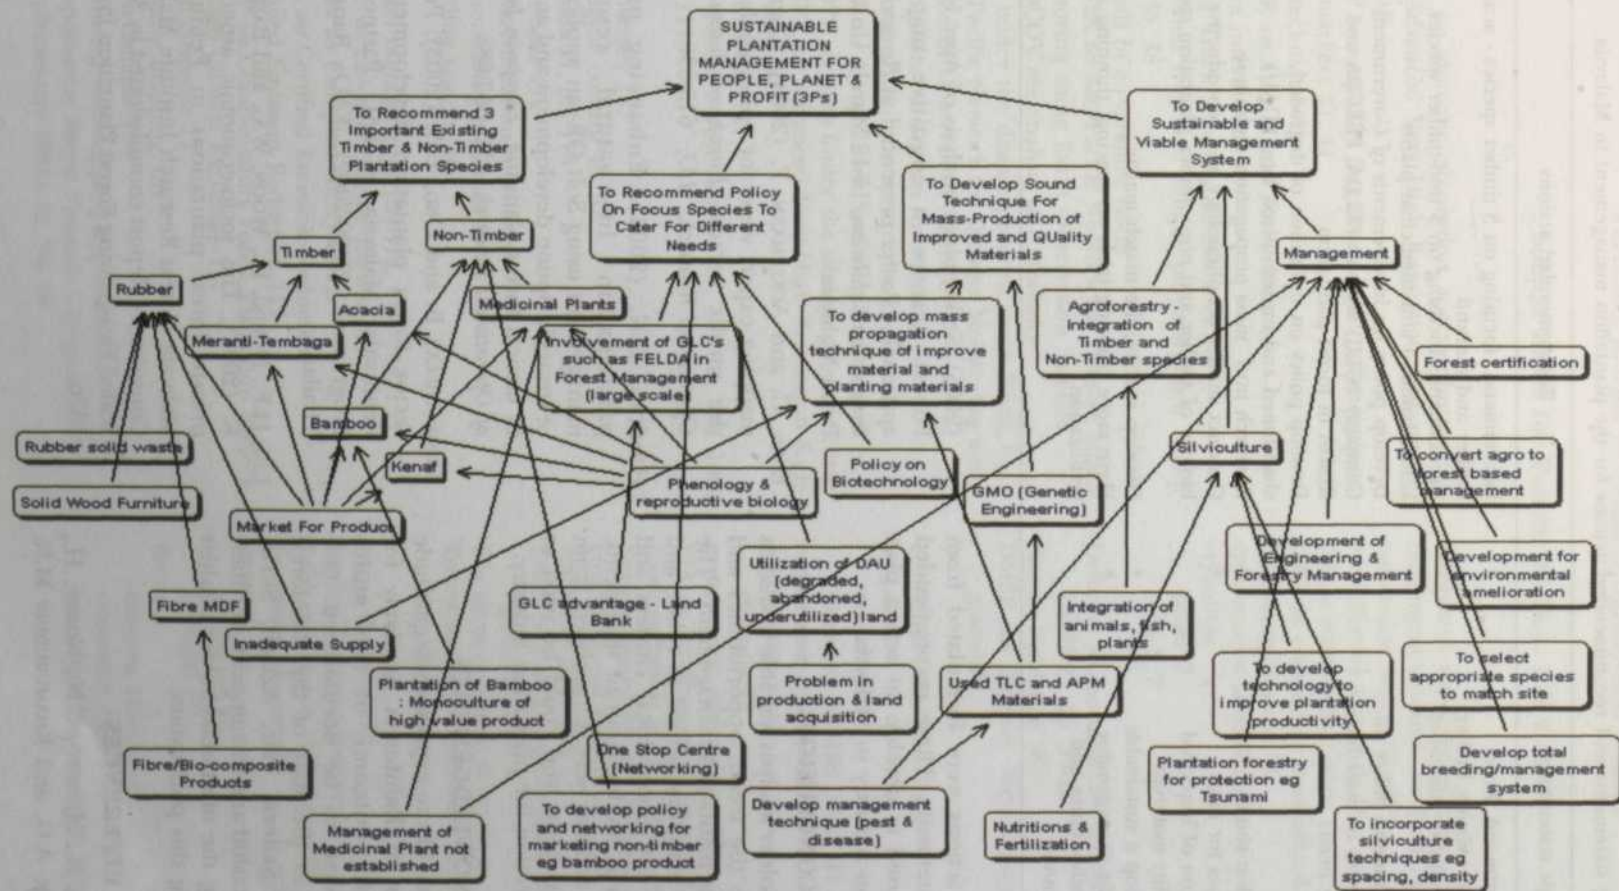 SUSTAINABLE
PLANTATION
MANAGEMENT FOR
PEOPLE, PLANET &
PROFIT (3Ps)
To Recommend 3
Important Existing
Timber & Non-Timber
Plantation Species
To Develop
Sustainable and
Viable Management
System
To Recommend Policy
On Focus Species To
Cater For Different
Needs
To Develop Sound
Technique For
Mass-Production of
Improved and QUality
Materials
Timber
Non-Timber
Management
Rubber
Acacia
Medicinal Plants
Meranti-Tembaga
Involvement of GLC's
such as FELDA in
Forest Management
(large scale)
To develop mass
propagation
technique of improve
material and
planting materials
Agroforestry -
Integration of
Timber and
Non-Timber species
Forest certification
Bamboo
Rubber solid waste
Kenaf
Solid Wood Furniture
Market For Product
Phenology &
reproductive biology
Policy on
Biotechnology
GMO (Genetic
Engineering)
Silviculture
To convert agro to
forest based
management
Development of
Engineering &
Forestry Management
Development for
environmental
amelioration
Fibre MDF
Inadequate Supply
GLC advantage - Land
Bank
Utilization of DAU
(degraded,
abandoned,
underutilized) land
Integration of
animals, fish,
plants
Plantation of Bamboo
: Monoculture of
high value product
Problem in
production & land
acquisition
Used TLC and APM
Materials
To develop
technology to
improve plantation
productivity
To select
appropriate species
to match site
Fibre/Bio-composite
Products
One Stop Centre
(Networking)
Plantation forestry
for protection eg
Tsunami
Develop total
breeding/management
system
Management of
Medicinal Plant not
established
To develop policy
and networking for
marketing non-timber
eg bamboo product
Develop management
technique (pest &
disease)
Nutritions &
Fertilization
To incorporate
silviculture
techniques eg
spacing, density